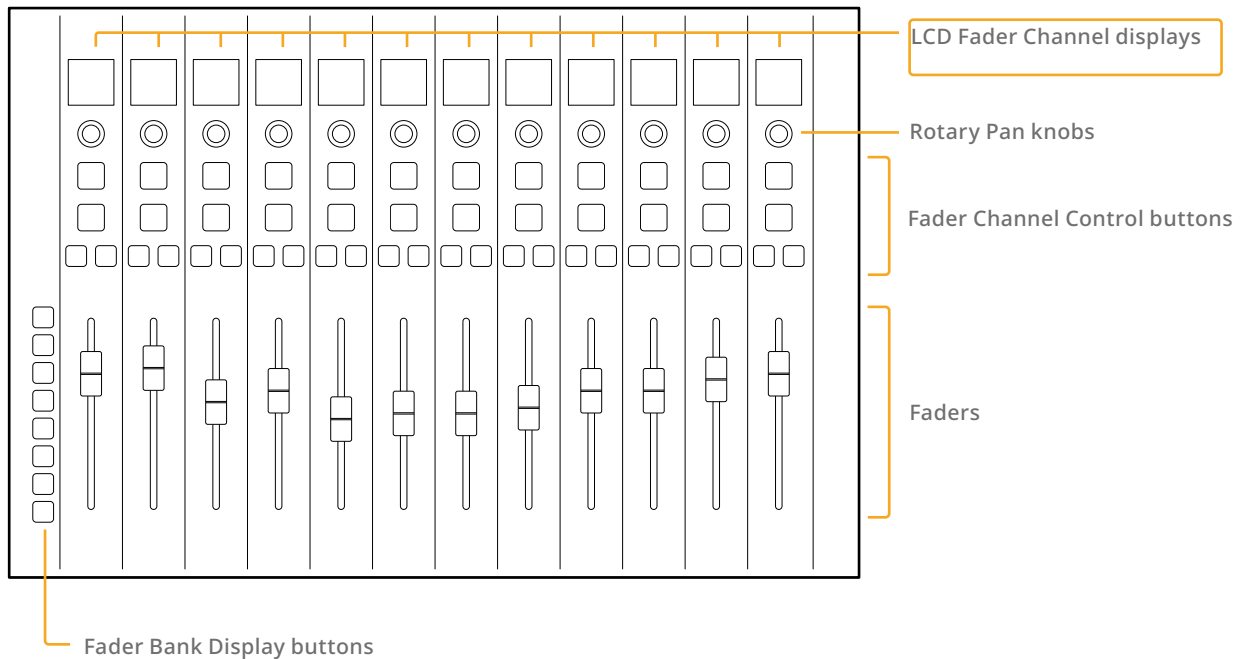 LCD Fader Channel displays
Rotary Pan knobs
Fader Channel Control buttons
Faders
Fader Bank Display buttons